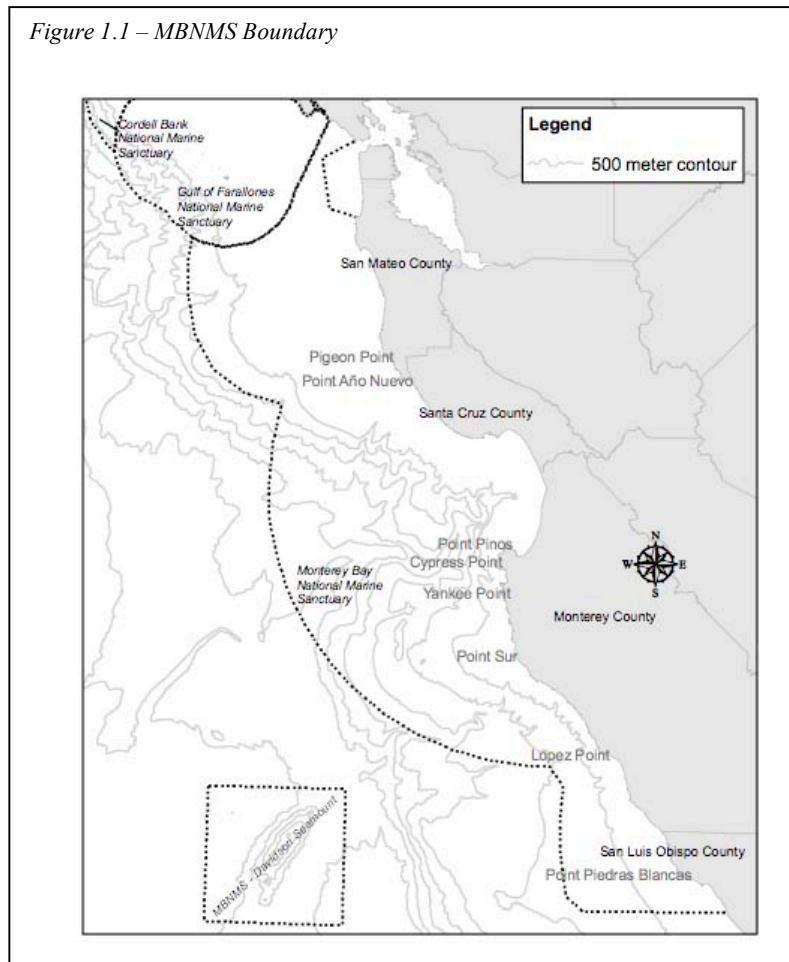 Figure 1.1 – MBNMS Boundary
Cordell Bank
National Marine
Sanctuary
Legend
500 meter contour
Gulf of Farallones
National Marine
Sanctuary
San Mateo County
Pigeon Point
Point Año Nuevo
Santa Cruz County
Point Pinos
Cypress Point
Yankee Point
N
W
E
S
Monterey Bay
National Marine
Sanctuary
Monterey County
Point Sur
Lopez Point
MBNMS - Davidson Seamount
San Luis Obispo County
Point Piedras Blancas